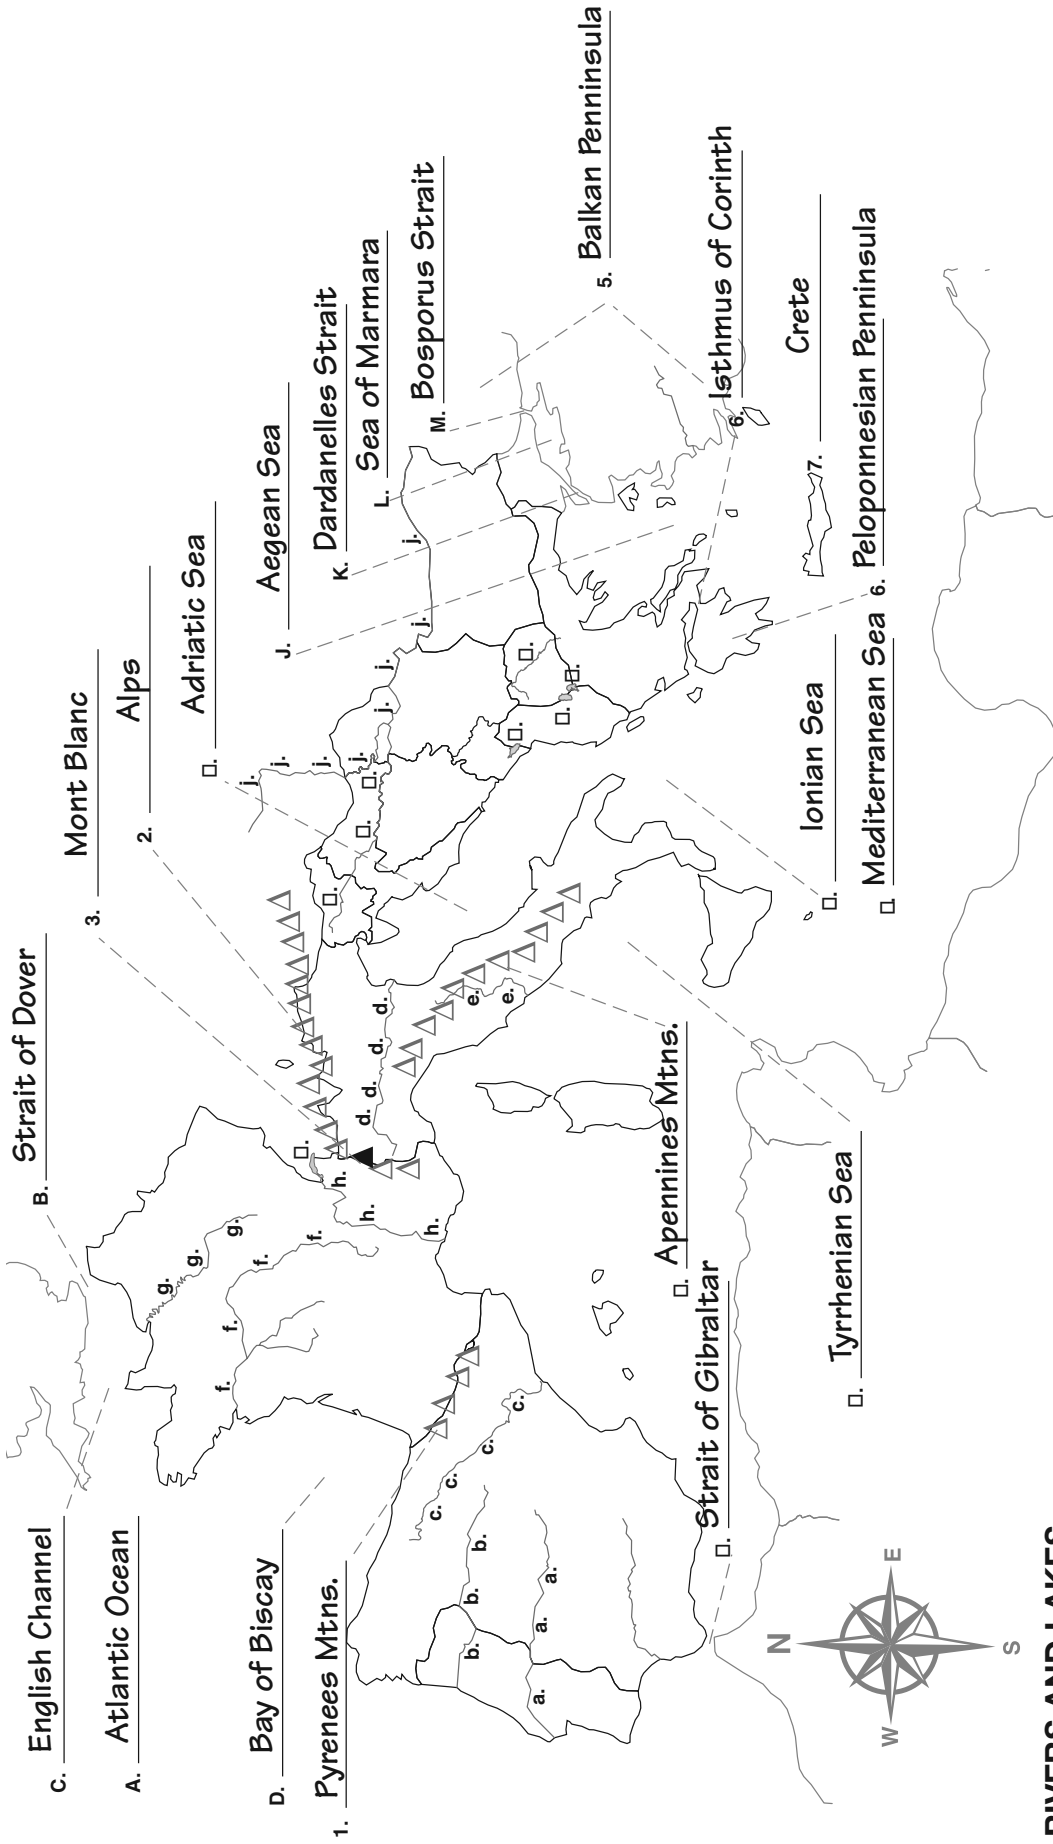 C. English Channel
A. Atlantic Ocean
D. Bay of Biscay
1. Pyrenees Mtns.
B. Strait of Dover
3. Mont Blanc
2. Alps
□. Adriatic Sea
J. Aegean Sea
K. Dardanelles Strait
L. Sea of Marmara
M. Bosporus Strait
5. Balkan Penninsula
6. Isthmus of Corinth
7. Crete
6. Peloponnesian Penninsula
□. Ionian Sea
□. Mediterranean Sea
□. Apennines Mtns.
□. Strait of Gibraltar
□. Tyrrhenian Sea
g. g. g.
f. f. f. f.
h. h. h.
□.
d. d. d. d.
e. e.
c. c. c. c.
b. b. b.
a. a. a.
j. j. j. j. j. j. j. j.
□. □. □.
□. □. □. □.
N
W E
S
RIVERS AND LAKES